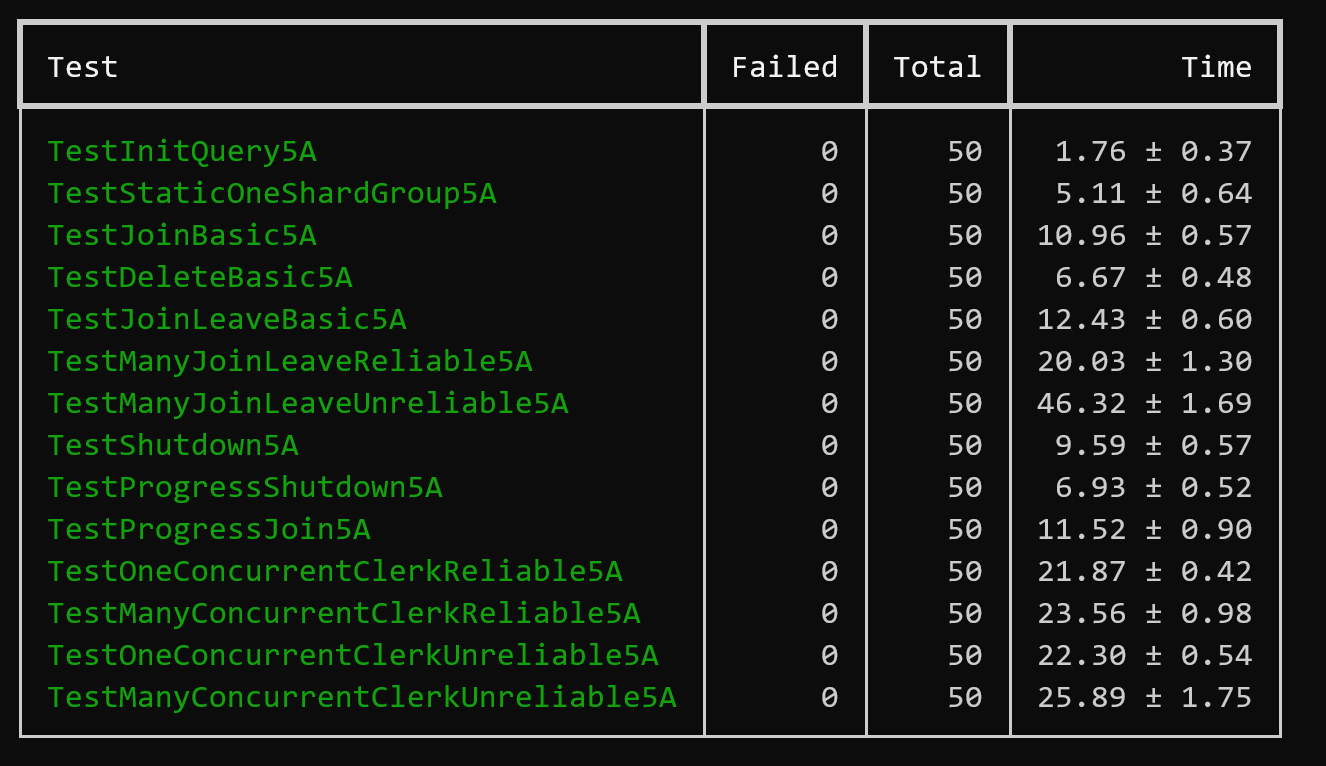 Test Failed Total Time
TestInitQuery5A 0 50 1.76 ± 0.37
TestStaticOneShardGroup5A 0 50 5.11 ± 0.64
TestJoinBasic5A 0 50 10.96 ± 0.57
TestDeleteBasic5A 0 50 6.67 ± 0.48
TestJoinLeaveBasic5A 0 50 12.43 ± 0.60
TestManyJoinLeaveReliable5A 0 50 20.03 ± 1.30
TestManyJoinLeaveUnreliable5A 0 50 46.32 ± 1.69
TestShutdown5A 0 50 9.59 ± 0.57
TestProgressShutdown5A 0 50 6.93 ± 0.52
TestProgressJoin5A 0 50 11.52 ± 0.90
TestOneConcurrentClerkReliable5A 0 50 21.87 ± 0.42
TestManyConcurrentClerkReliable5A 0 50 23.56 ± 0.98
TestOneConcurrentClerkUnreliable5A 0 50 22.30 ± 0.54
TestManyConcurrentClerkUnreliable5A 0 50 25.89 ± 1.75